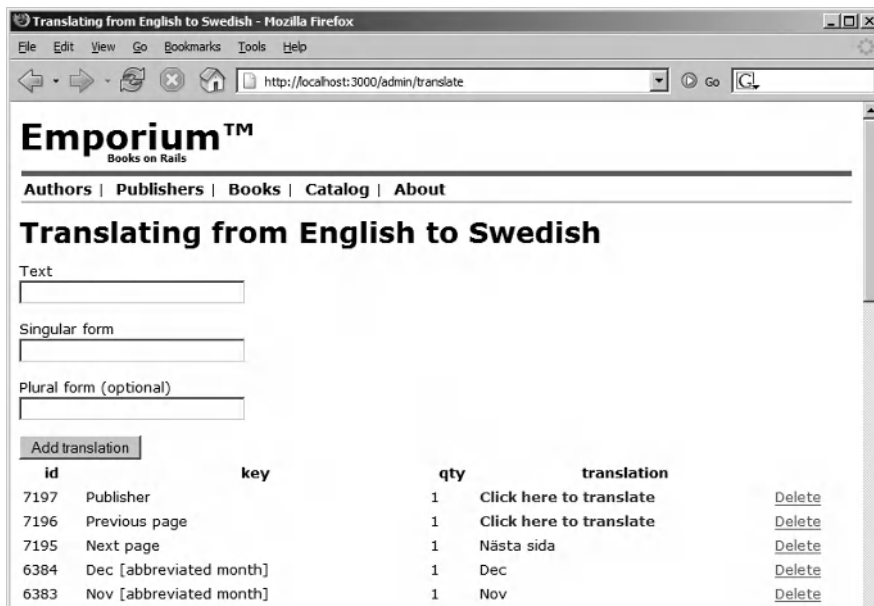 Translating from English to Swedish - Mozilla Firefox
File Edit View Go Bookmarks Tools Help
http://localhost:3000/admin/translate Go G
Emporium™
Books on Rails
Authors | Publishers | Books | Catalog | About
Translating from English to Swedish
Text
Singular form
Plural form (optional)
Add translation
id key qty translation
7197 Publisher 1 Click here to translate Delete
7196 Previous page 1 Click here to translate Delete
7195 Next page 1 Nästa sida Delete
6384 Dec [abbreviated month] 1 Dec Delete
6383 Nov [abbreviated month] 1 Nov Delete